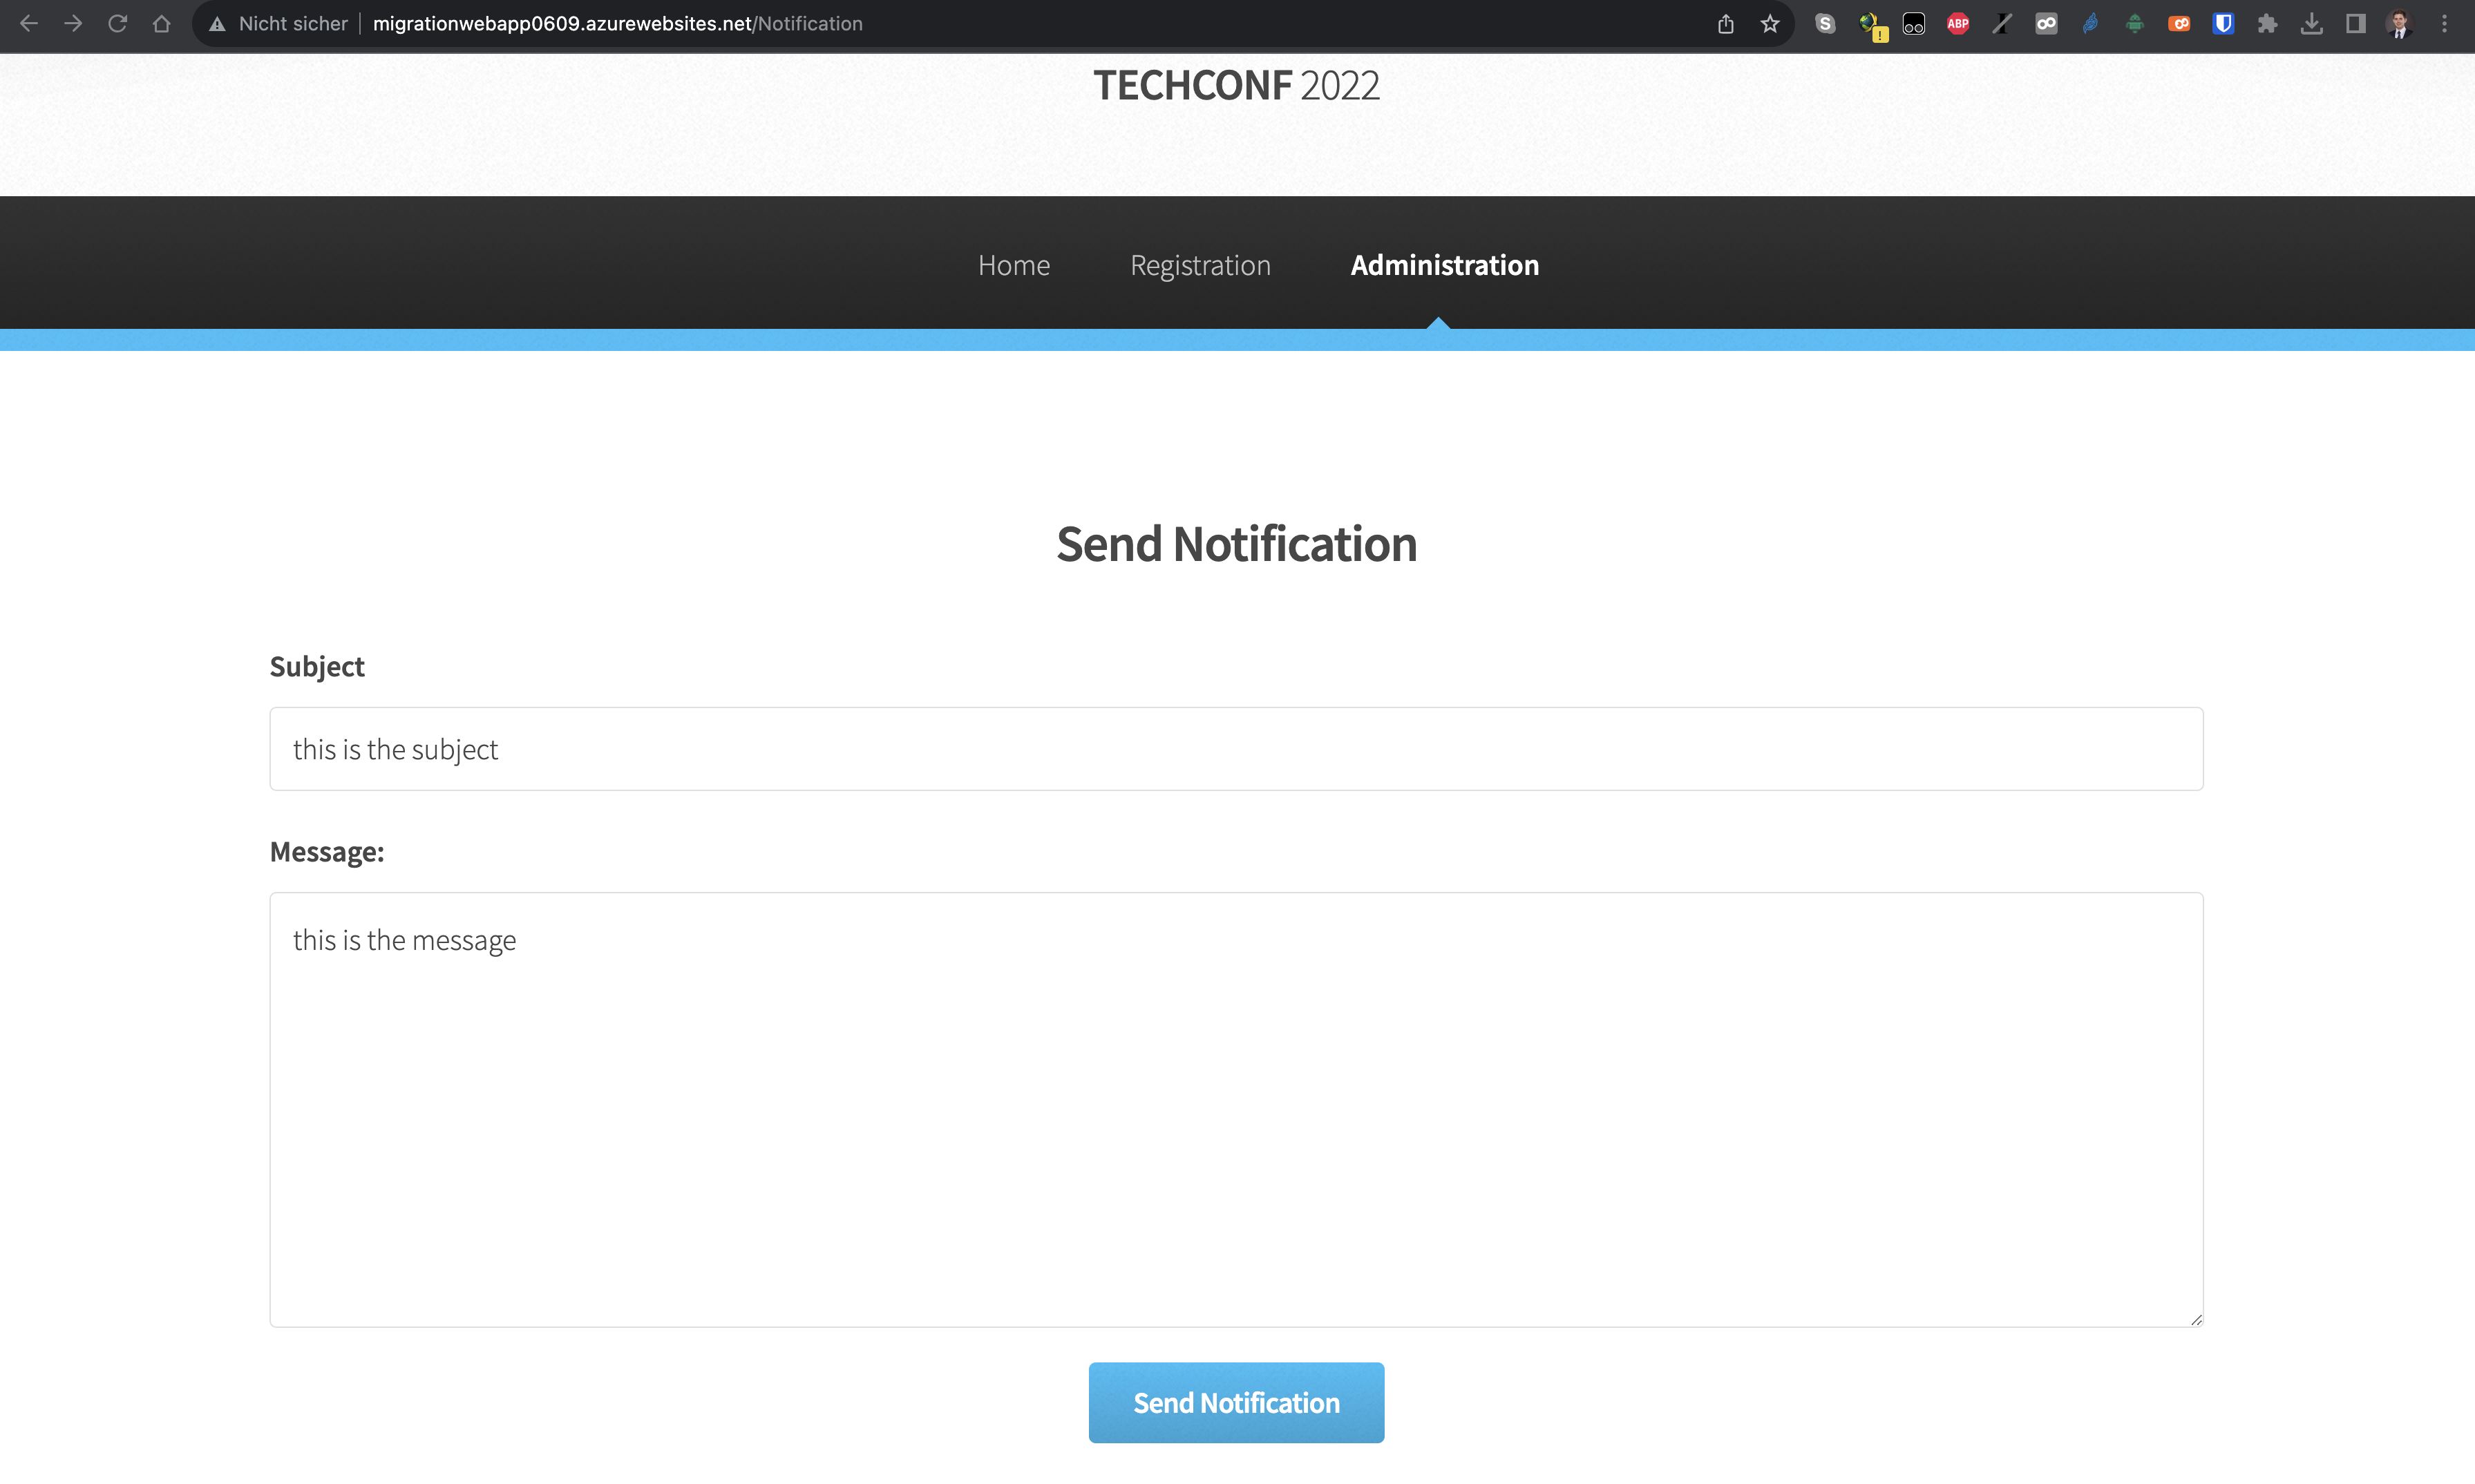 Nicht sicher | migrationwebapp0609.azurewebsites.net/Notification
S ! ABP
TECHCONF 2022
Home Registration Administration
Send Notification
Subject
this is the subject
Message:
this is the message
Send Notification